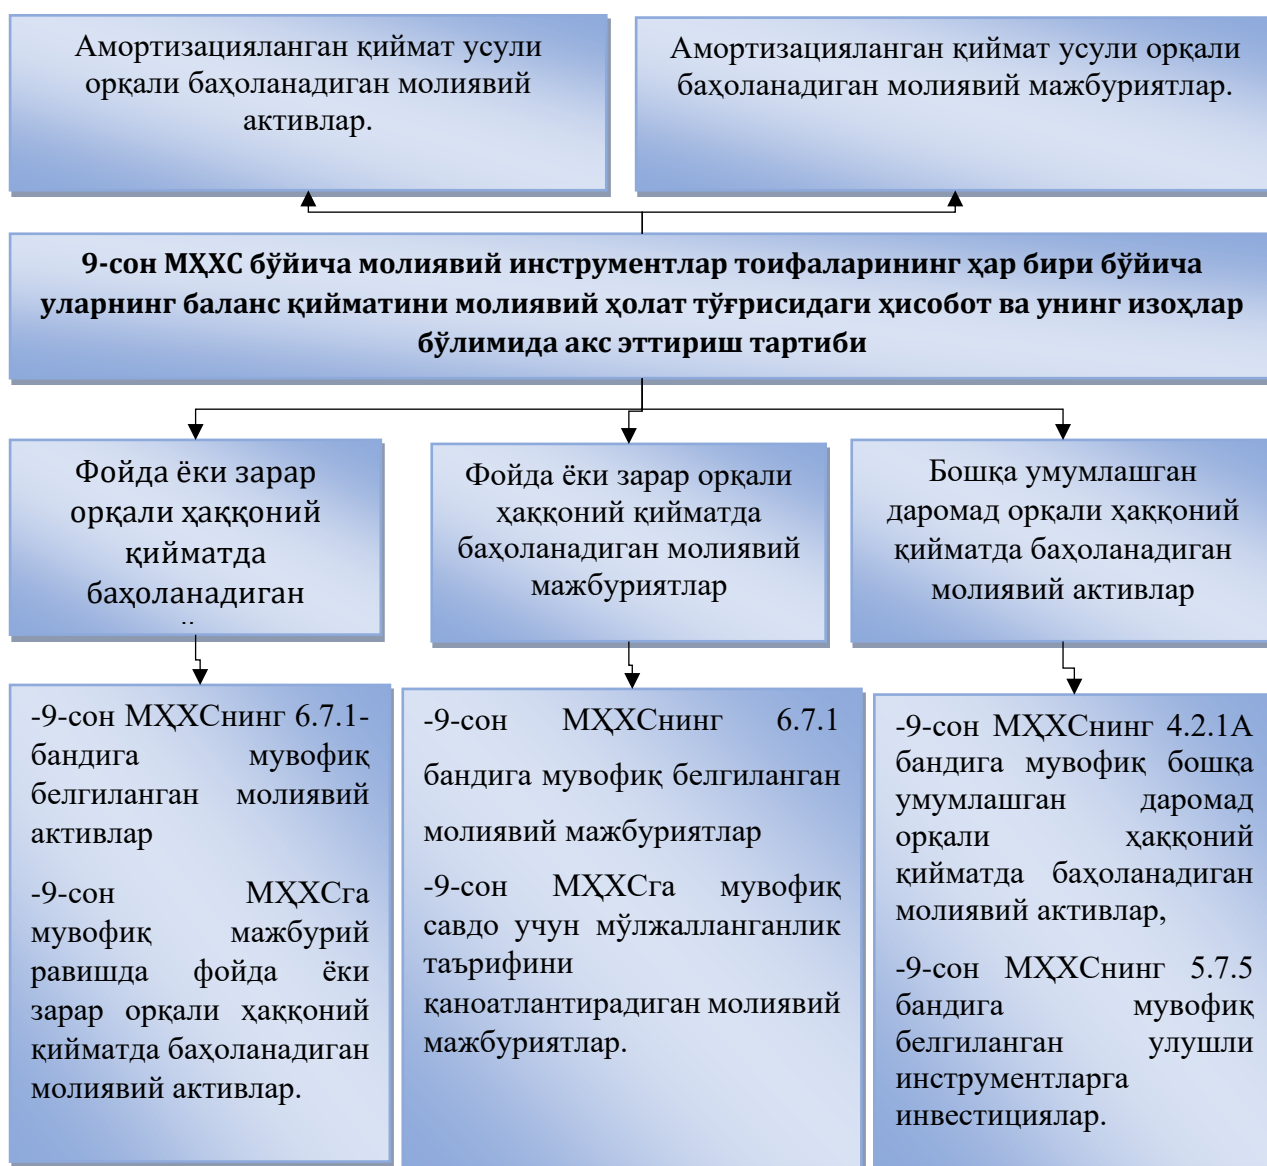 Амортизацияланган қиймат усули
орқали баҳоланадиган молиявий
активлар.
Амортизацияланган қиймат усули орқали
баҳоланадиган молиявий мажбуриятлар.
9-сон МҲХС бўйича молиявий инструментлар тоифаларининг ҳар бири бўйича
уларнинг баланс қийматини молиявий ҳолат тўғрисидаги ҳисобот ва унинг изоҳлар
бўлимида акс эттириш тартиби
Фойда ёки зарар
орқали ҳаққоний
қийматда
баҳоланадиган
Фойда ёки зарар орқали
ҳаққоний қийматда
баҳоланадиган молиявий
мажбуриятлар
Бошқа умумлашган
даромад орқали ҳаққоний
қийматда баҳоланадиган
молиявий активлар
-9-сон МҲХСнинг 6.7.1-
бандига мувофиқ
белгиланган молиявий
активлар
-9-сон МҲХСга
мувофиқ мажбурий
равишда фойда ёки
зарар орқали ҳаққоний
қийматда баҳоланадиган
молиявий активлар.
-9-сон МҲХСнинг 6.7.1
бандига мувофиқ белгиланган
молиявий мажбуриятлар
-9-сон МҲХСга мувофиқ
савдо учун мўлжалланганлик
таърифини
қаноатлантирадиган молиявий
мажбуриятлар.
-9-сон МҲХСнинг 4.2.1А
бандига мувофиқ бошқа
умумлашган даромад
орқали ҳаққоний
қийматда баҳоланадиган
молиявий активлар,
-9-сон МҲХСнинг 5.7.5
бандига мувофиқ
белгиланган улушли
инструментларга
инвестициялар.